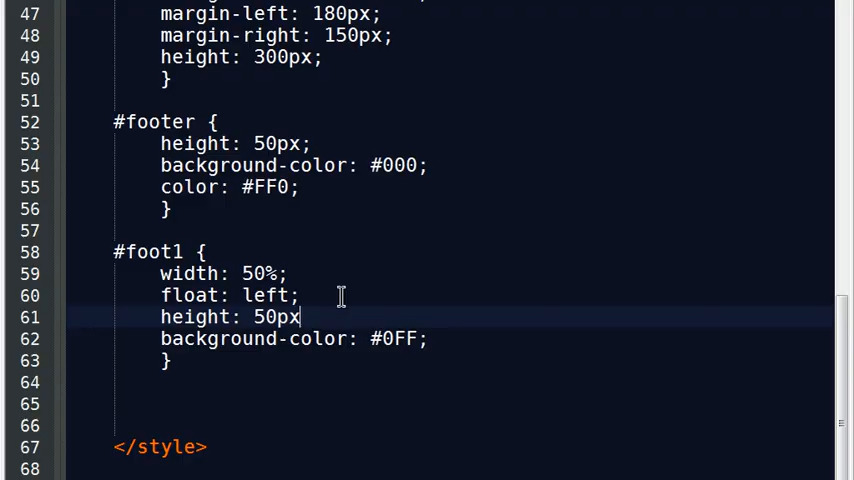 47 margin-left: 180px;
48 margin-right: 150px;
49 height: 300px;
50 }
51
52 #footer {
53 height: 50px;
54 background-color: #000;
55 color: #FF0;
56 }
57
58 #foot1 {
59 width: 50%;
60 float: left;
61 height: 50px
62 background-color: #0FF;
63 }
64
65
66
67 </style>
68